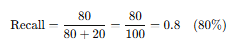 Recall = 80 / (80 + 20) = 80 / 100 = 0.8 (80%)